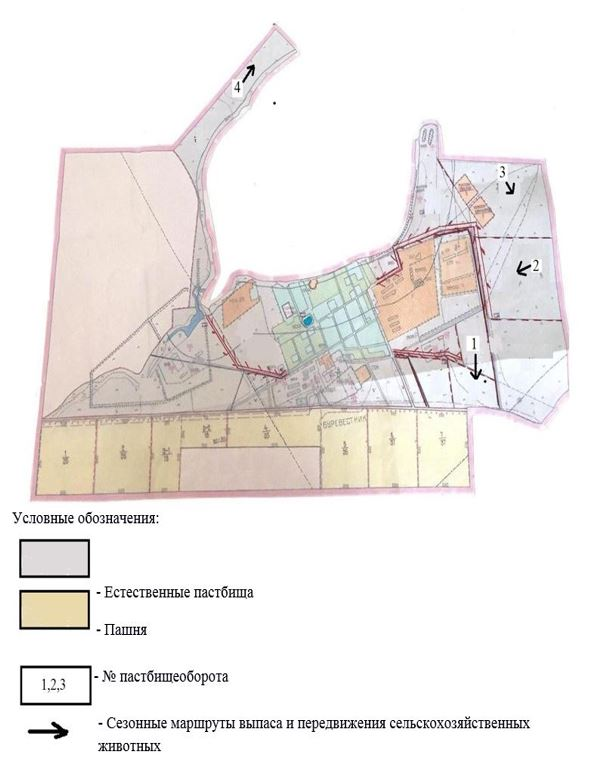 4
3
2
1
БУРЕВЕСТНИК
Условные обозначения:
- Естественные пастбища
- Пашня
1,2,3 - № пастбищеоборота
- Сезонные маршруты выпаса и передвижения сельскохозяйственных
животных